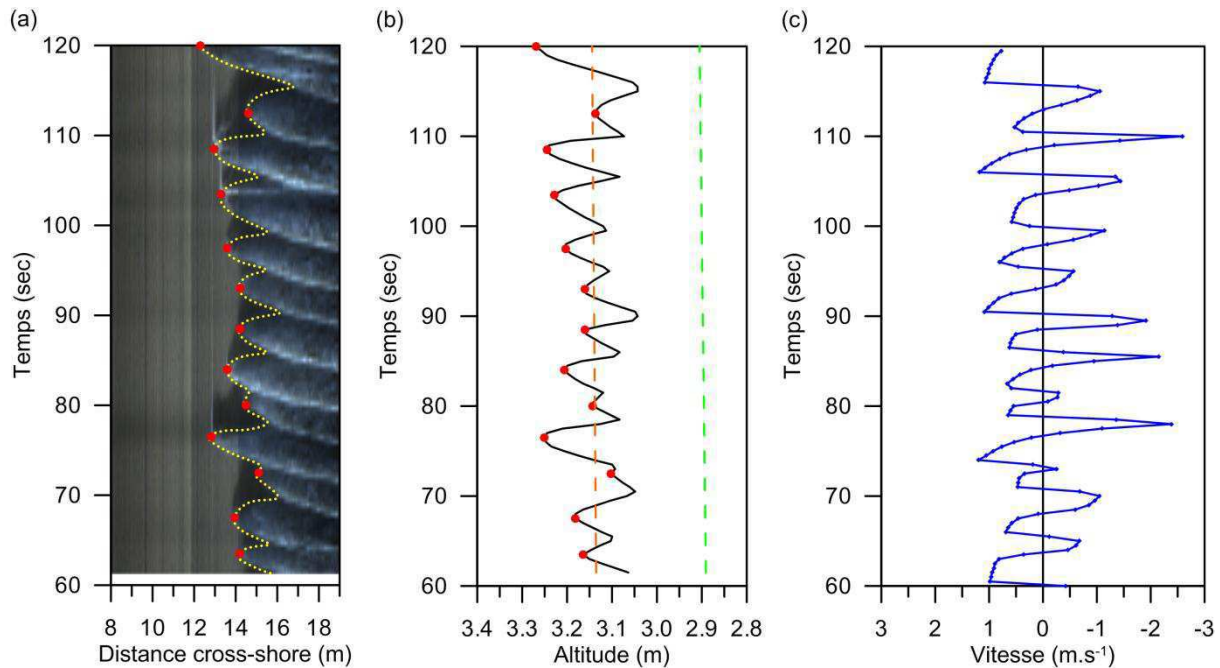 (a)
(b)
(c)
120
110
100
90
80
70
60
Temps (sec)
8 10 12 14 16 18
Distance cross-shore (m)
120
110
100
90
80
70
60
Temps (sec)
3.4 3.3 3.2 3.1 3.0 2.9 2.8
Altitude (m)
120
110
100
90
80
70
60
Temps (sec)
3 2 1 0 -1 -2 -3
Vitesse (m.s⁻¹)